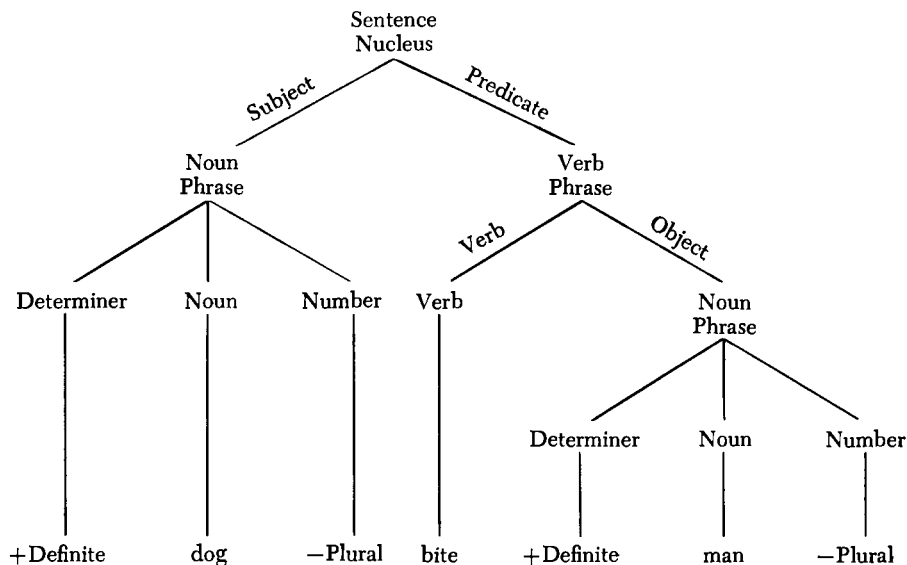 Sentence
Nucleus
Subject
Predicate
Noun
Phrase
Verb
Phrase
Verb
Object
Determiner
Noun
Number
Verb
Noun
Phrase
Determiner
Noun
Number
+Definite
dog
−Plural
bite
+Definite
man
−Plural